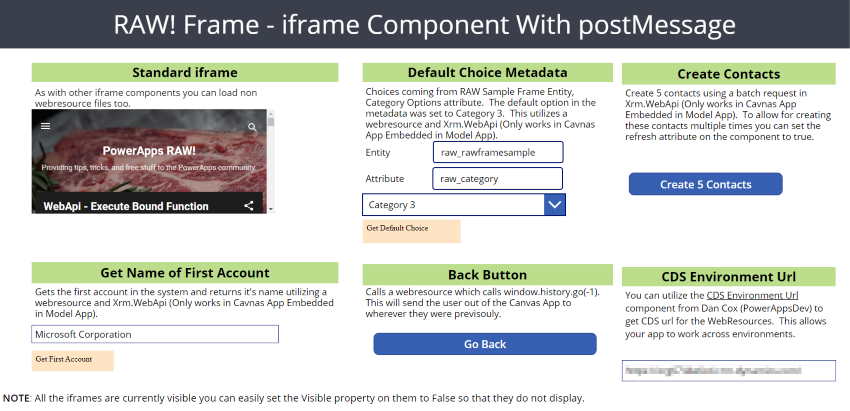 RAW! Frame - iframe Component With postMessage
Standard iframe
As with other iframe components you can load non
webresource files too.
PowerApps RAW!
Providing tips, tricks, and free stuff to the PowerApps community
WebApi - Execute Bound Function
Default Choice Metadata
Choices coming from RAW Sample Frame Entity,
Category Options attribute. The default option in the
metadata was set to Category 3. This utilizes a
webresource and Xrm.WebApi (Only works in Cavnas
App Embedded in Model App).
Entity
raw_rawframesample
Attribute
raw_category
Category 3
Get Default Choice
Create Contacts
Create 5 contacts using a batch request in
Xrm.WebApi (Only works in Cavnas App
Embedded in Model App). To allow for creating
these contacts multiple times you can set the
refresh attribute on the component to true.
Create 5 Contacts
Get Name of First Account
Gets the first account in the system and returns it's name utilizing a
webresource and Xrm.WebApi (Only works in Cavnas App Embedded
in Model App).
Microsoft Corporation
Get First Account
Back Button
Calls a webresource which calls window.history.go(-1).
This will send the user out of the Canvas App to
wherever they were previsouly.
Go Back
CDS Environment Url
You can utilize the CDS Environment Url
component from Dan Cox (PowerAppsDev) to
get CDS url for the WebResources. This allows
your app to work across environments.
NOTE: All the iframes are currently visible you can easily set the Visible property on them to False so that they do not display.